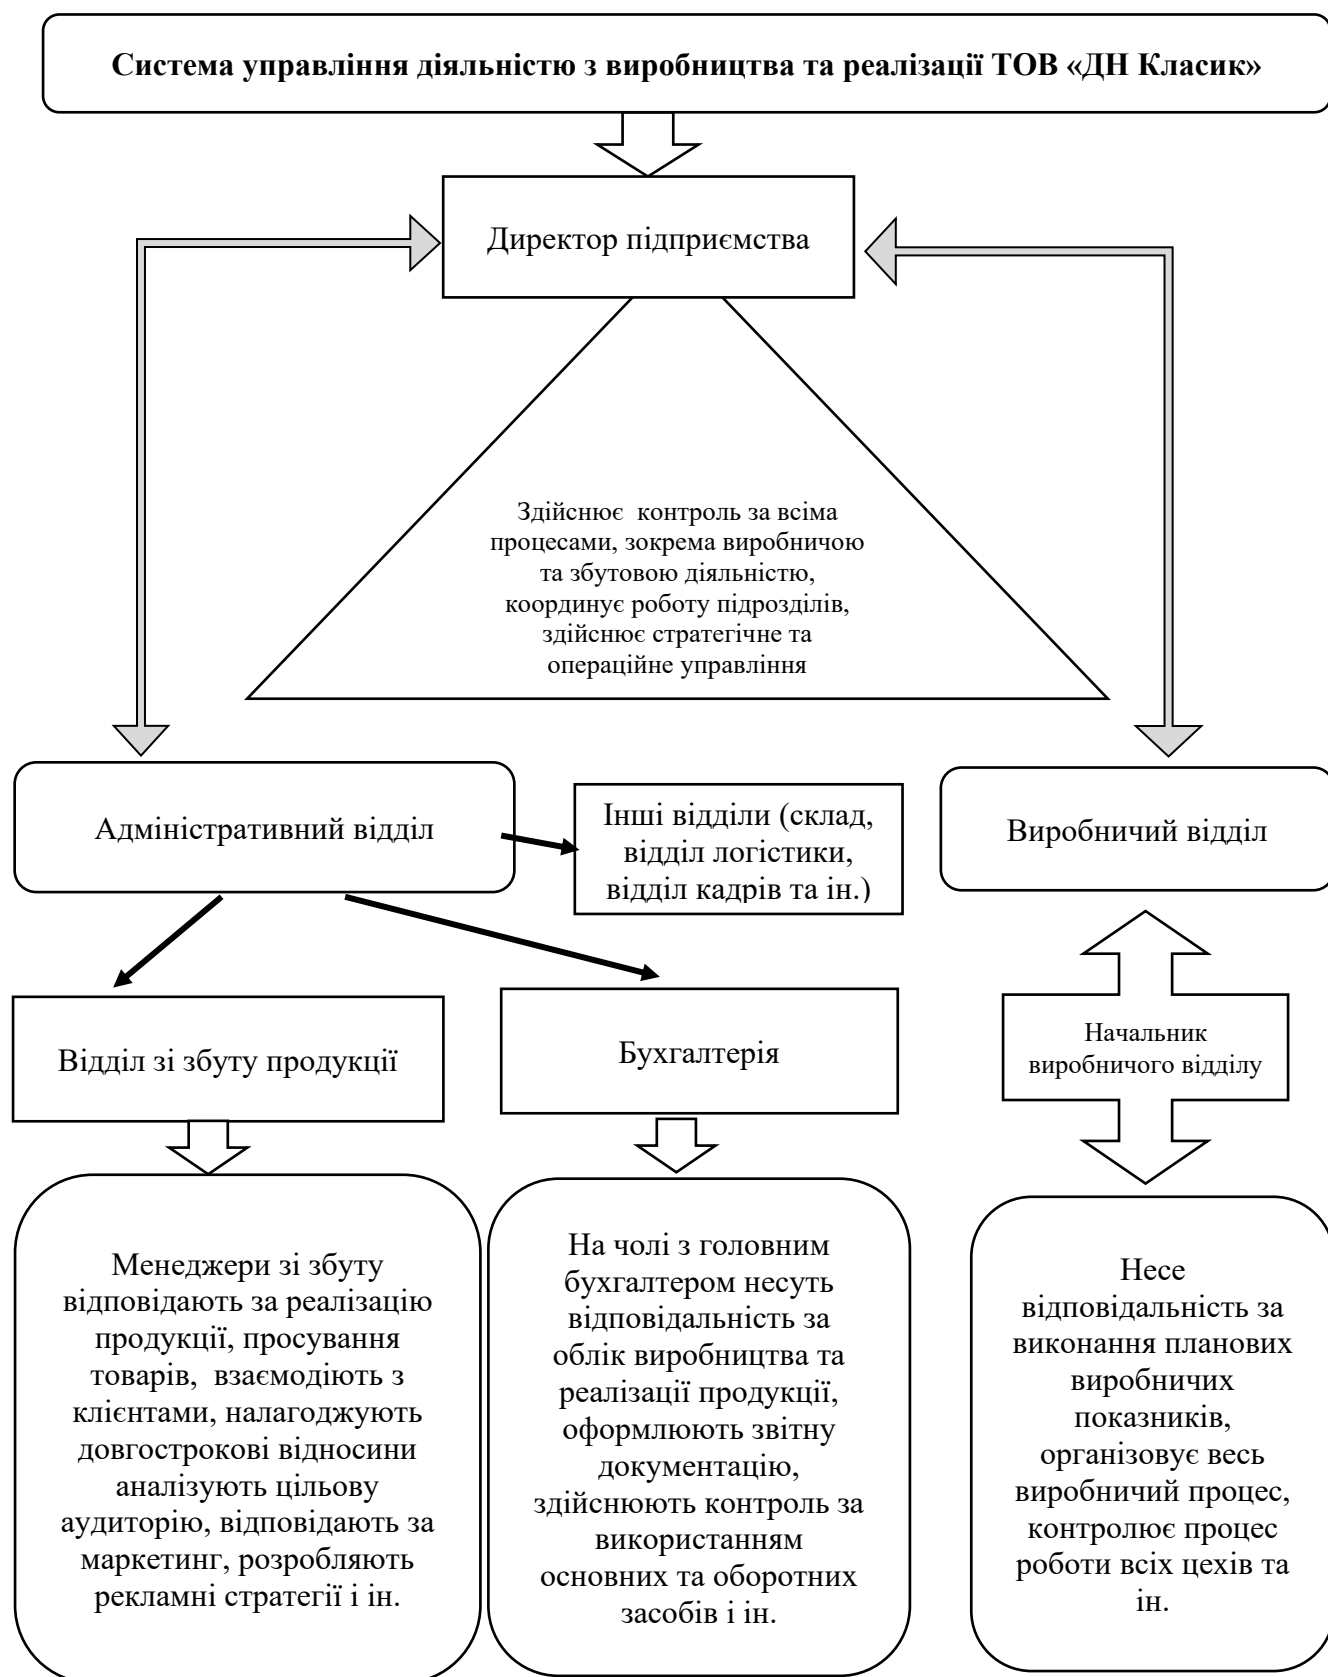 Система управління діяльністю з виробництва та реалізації ТОВ «ДН Класик»
Директор підприємства
Здійснює контроль за всіма
процесами, зокрема виробничою
та збутовою діяльністю,
координує роботу підрозділів,
здійснює стратегічне та
операційне управління
Адміністративний відділ
Інші відділи (склад,
відділ логістики,
відділ кадрів та ін.)
Виробничий відділ
Відділ зі збуту продукції
Бухгалтерія
Начальник
виробничого відділу
Менеджери зі збуту
відповідають за реалізацію
продукції, просування
товарів, взаємодіють з
клієнтами, налагоджують
довгострокові відносини
аналізують цільову
аудиторію, відповідають за
маркетинг, розробляють
рекламні стратегії і ін.
На чолі з головним
бухгалтером несуть
відповідальність за
облік виробництва та
реалізації продукції,
оформлюють звітну
документацію,
здійснюють контроль за
використанням
основних та оборотних
засобів і ін.
Несе
відповідальність за
виконання планових
виробничих
показників,
організовує весь
виробничий процес,
контролює процес
роботи всіх цехів та
ін.